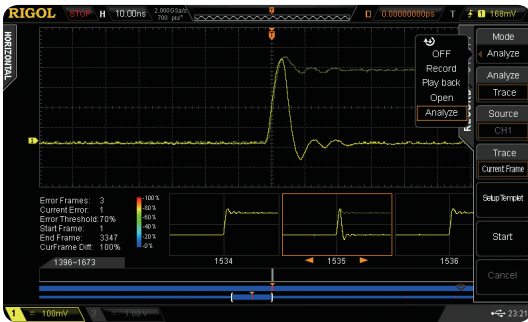 RIGOL STOP H 10.00ns 2.000GSa/s 700 pts D 0.00000000ps T 1 168mV
HORIZONTAL
OFF
Record
Play back
Open
Analyze
Mode
Analyze
Analyze
Trace
Source
CH1
Trace
Current Frame
Setup Templet
Start
Cancel
Error Frames: 3
Current Error: 1
Error Threshold:70%
Start Frame: 1
End Frame: 3347
CurFrame Diff: 100%
-100%
-80%
-60%
-40%
-20%
-0%
1396~1673 1534 1535 1536
1 = 100mV 2 = 1.00 V 23:21